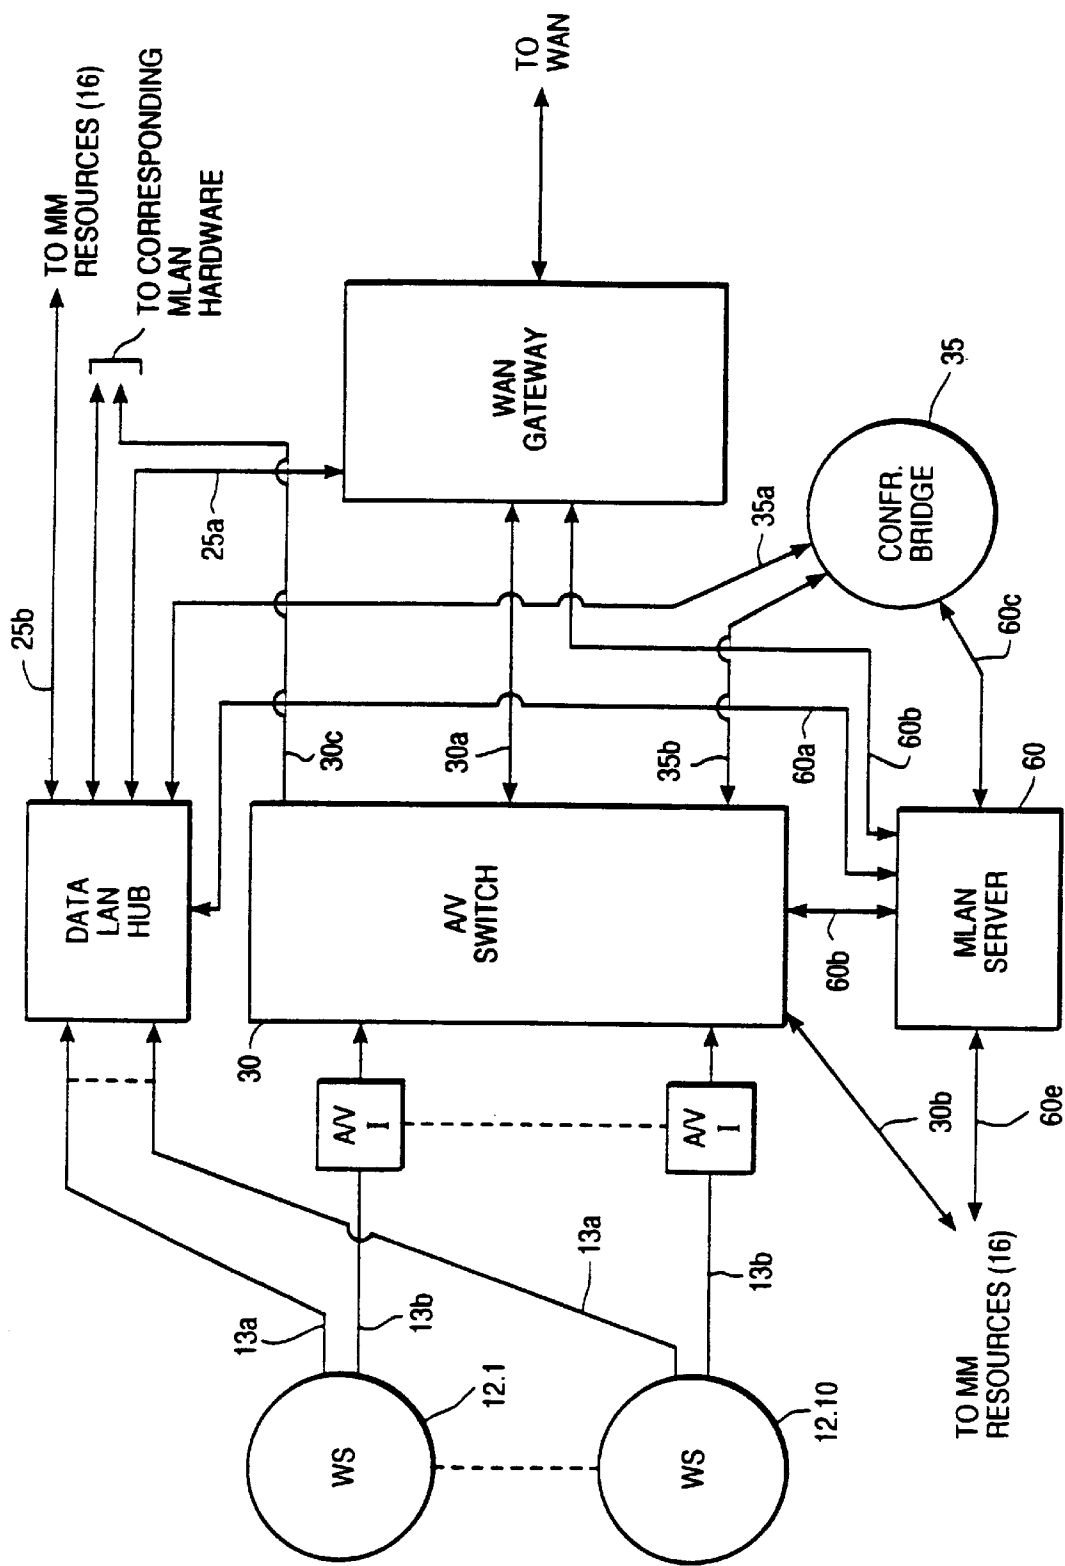 25b
TO MM
RESOURCES (16)
TO CORRESPONDING
MLAN
HARDWARE
DATA
LAN
HUB
25a
30c
13a
30
A/V
I
A/V
SWITCH
30a
WAN
GATEWAY
TO
WAN
WS
12.1
13b
13a
35b
60a
35a
35
CONFR.
BRIDGE
WS
12.10
13b
A/V
I
60b
60b
60c
30b
60
MLAN
SERVER
60e
TO MM
RESOURCES (16)